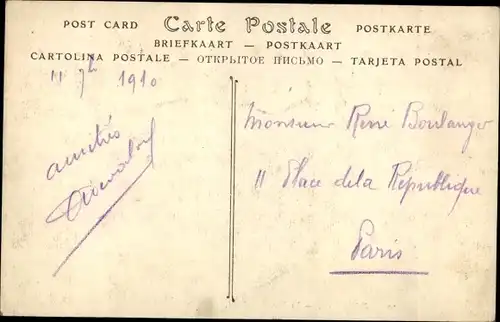 POST CARD Carte Postale POSTKARTE
BRIEFKAART — POSTKAART
CARTOLINA POSTALE — ОТКРЫТОЕ ПИСЬМО — TARJETA POSTAL
1910
amitiés
Monsieur René Boulanger
11 Place de la République
Paris